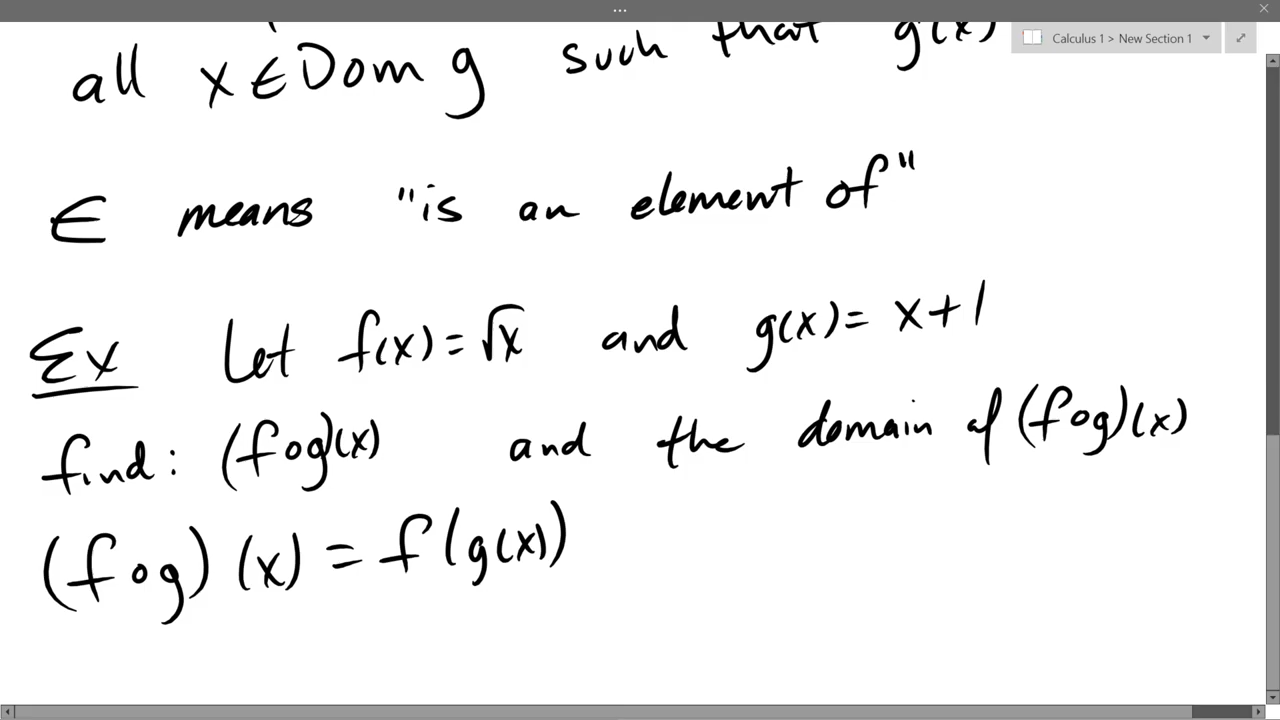 all x ∈ Dom g such that g(x)
Calculus 1 > New Section 1
∈ means "is an element of"
Ex Let f(x) = √x and g(x) = x + 1
find: (f∘g)(x) and the domain of (f∘g)(x)
(f∘g)(x) = f(g(x))